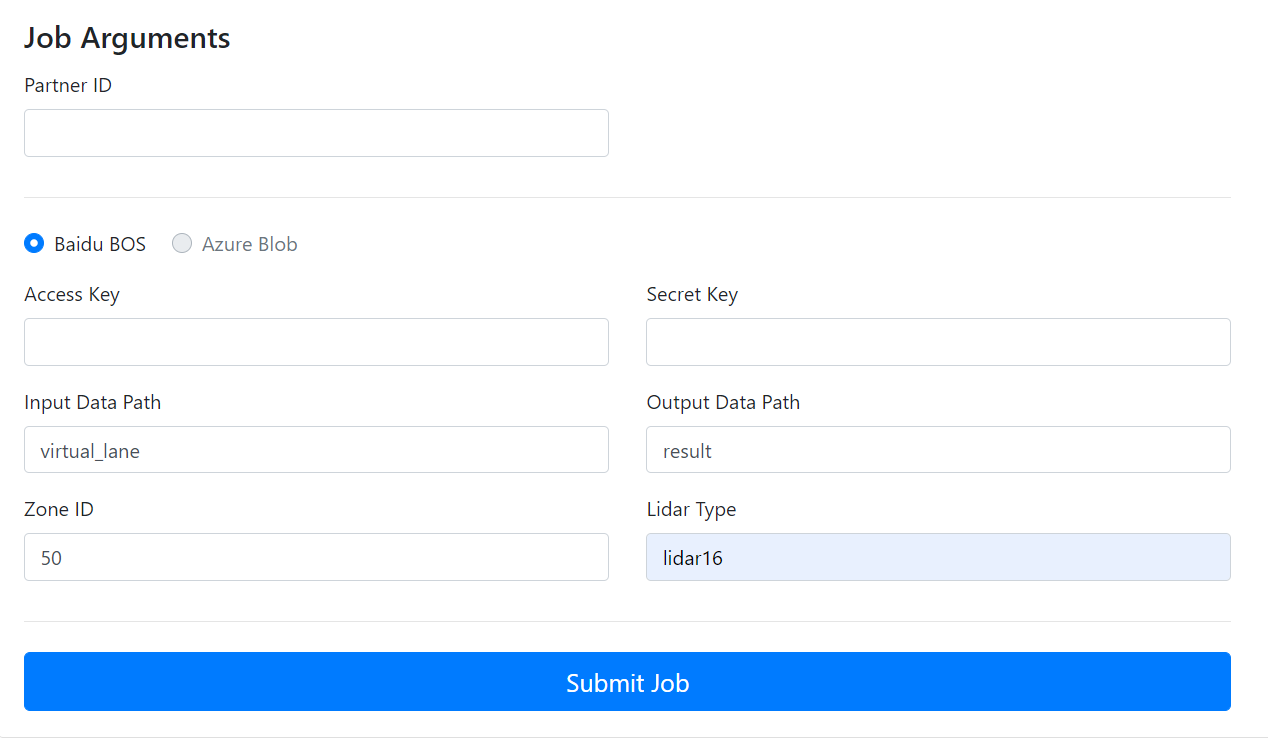 Job Arguments
Partner ID
Baidu BOS Azure Blob
Access Key Secret Key
Input Data Path Output Data Path
virtual_lane result
Zone ID Lidar Type
50 lidar16
Submit Job